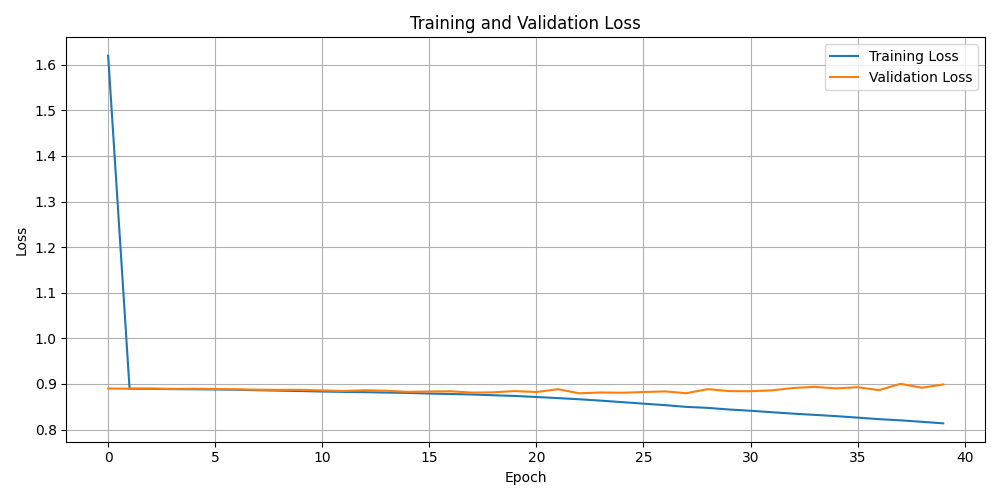 Training and Validation Loss
Training Loss
Validation Loss
Loss
1.6
1.5
1.4
1.3
1.2
1.1
1.0
0.9
0.8
0 5 10 15 20 25 30 35 40
Epoch